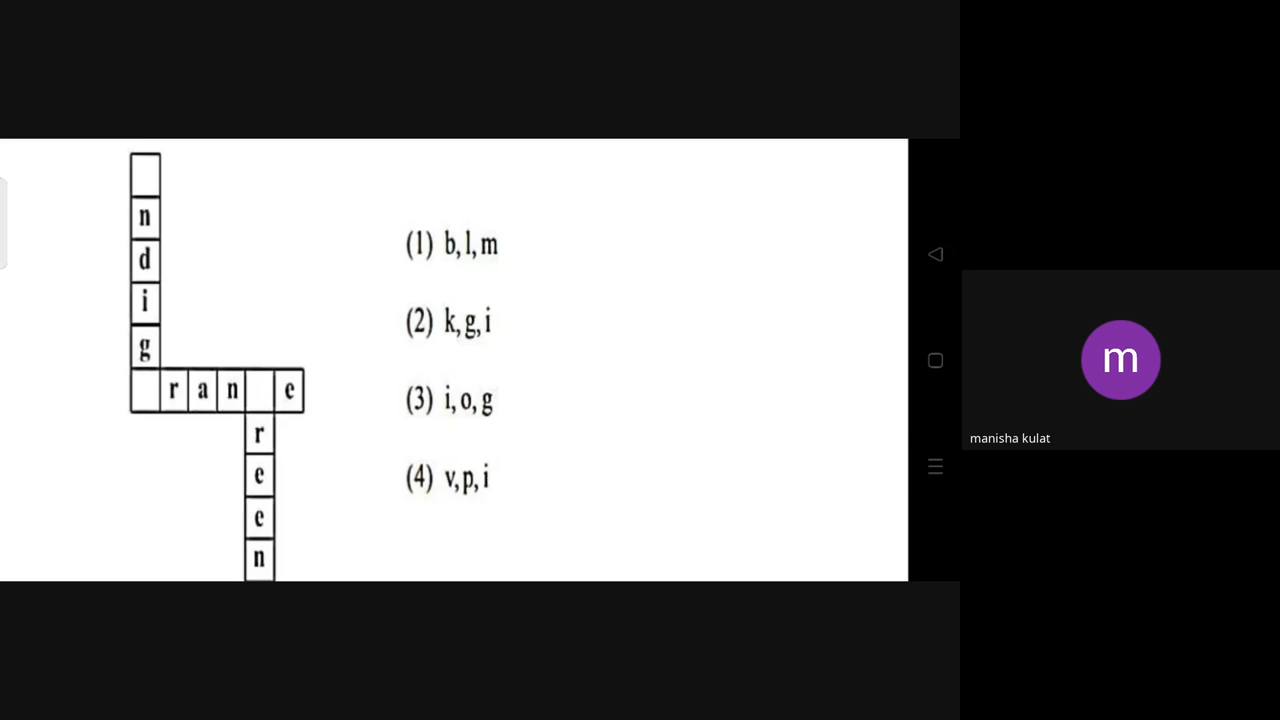 n
d
i
g
r a n e
r
e
e
n
(1) b, l, m
(2) k, g, i
(3) i, o, g
(4) v, p, i
m
manisha kulat